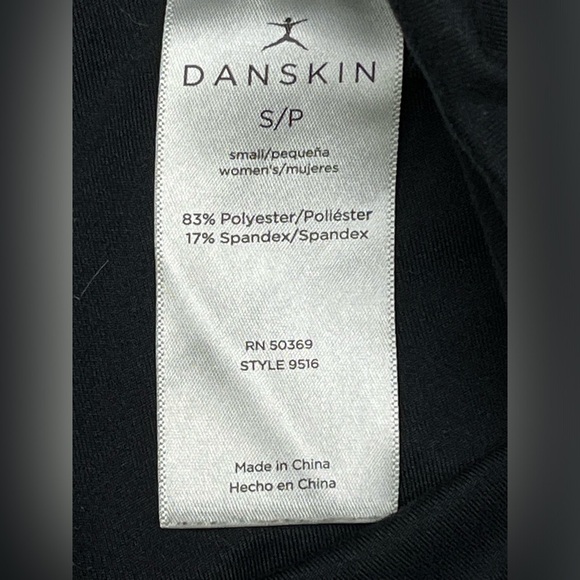 DANSKIN
S/P
small/pequeña
women's/mujeres
83% Polyester/Poliéster
17% Spandex/Spandex
RN 50369
STYLE 9516
Made in China
Hecho en China